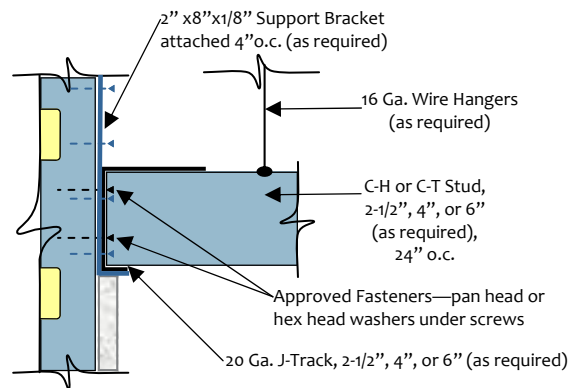 2” x8”x1/8” Support Bracket
attached 4”o.c. (as required)
16 Ga. Wire Hangers
(as required)
C-H or C-T Stud,
2-1/2”, 4”, or 6”
(as required),
24” o.c.
Approved Fasteners—pan head or
hex head washers under screws
20 Ga. J-Track, 2-1/2”, 4”, or 6” (as required)